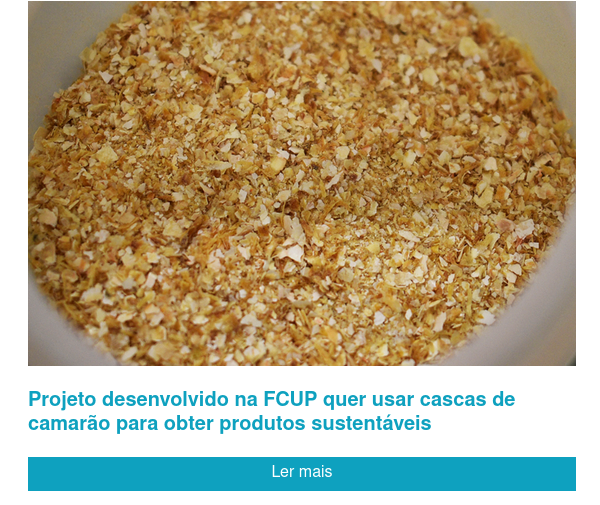 Projeto desenvolvido na FCUP quer usar cascas de
camarão para obter produtos sustentáveis
Ler mais